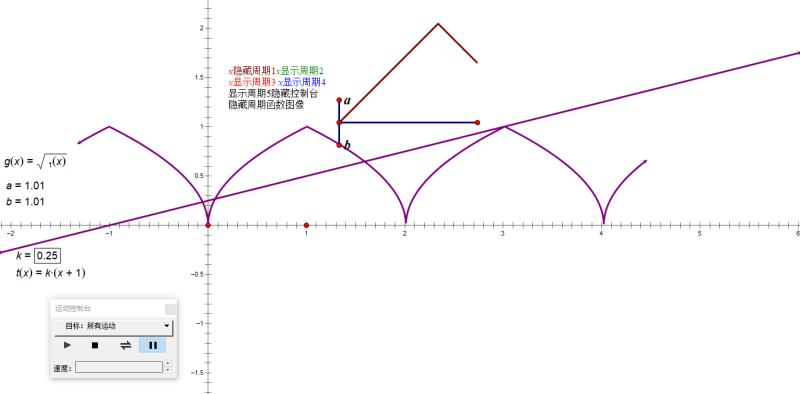 2
x隐藏周期1x显示周期2
1.5
x显示周期3 x显示周期4
显示周期5隐藏控制台
a
隐藏周期函数图像
1
b
g(x) = √₁(x)
a = 1.01
0.5
b = 1.01
−2 −1 0 1 2 3 4 5 6
k = 0.25
t(x) = k·(x + 1)
−0.5
运动控制台
目标：所有运动
−1
速度：
−1.5